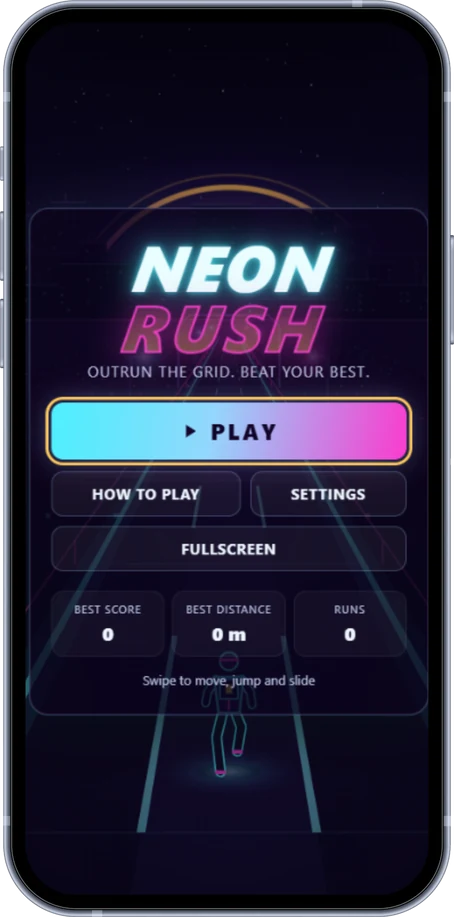 NEON
RUSH
OUTRUN THE GRID. BEAT YOUR BEST.
PLAY
HOW TO PLAY
SETTINGS
FULLSCREEN
BEST SCORE
0
BEST DISTANCE
0 m
RUNS
0
Swipe to move, jump and slide